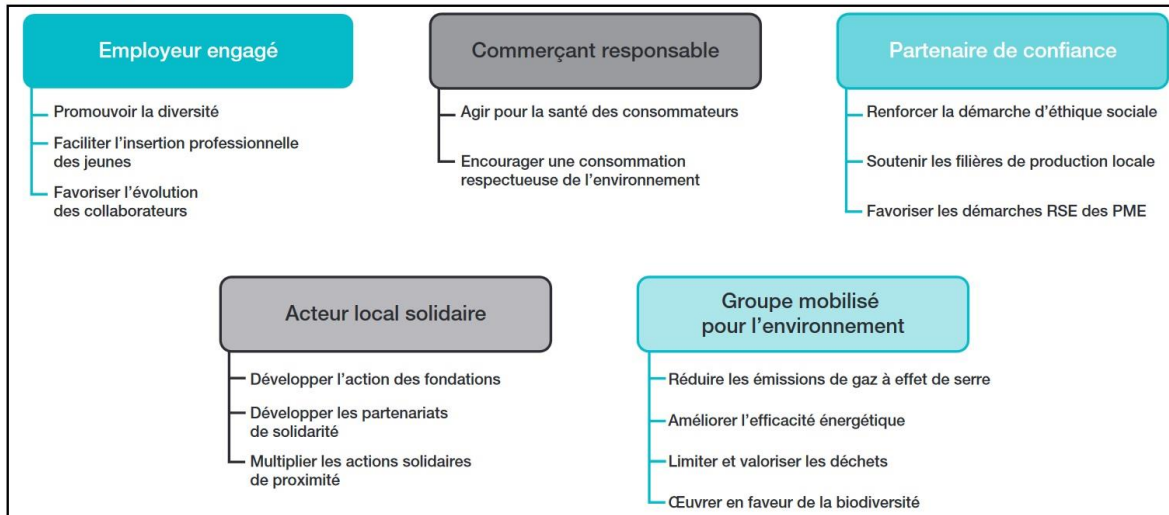 Employeur engagé
Promouvoir la diversité
Faciliter l'insertion professionnelle
des jeunes
Favoriser l'évolution
des collaborateurs
Commerçant responsable
Agir pour la santé des consommateurs
Encourager une consommation
respectueuse de l'environnement
Partenaire de confiance
Renforcer la démarche d'éthique sociale
Soutenir les filières de production locale
Favoriser les démarches RSE des PME
Acteur local solidaire
Développer l'action des fondations
Développer les partenariats
de solidarité
Multiplier les actions solidaires
de proximité
Groupe mobilisé
pour l'environnement
Réduire les émissions de gaz à effet de serre
Améliorer l'efficacité énergétique
Limiter et valoriser les déchets
Œuvrer en faveur de la biodiversité